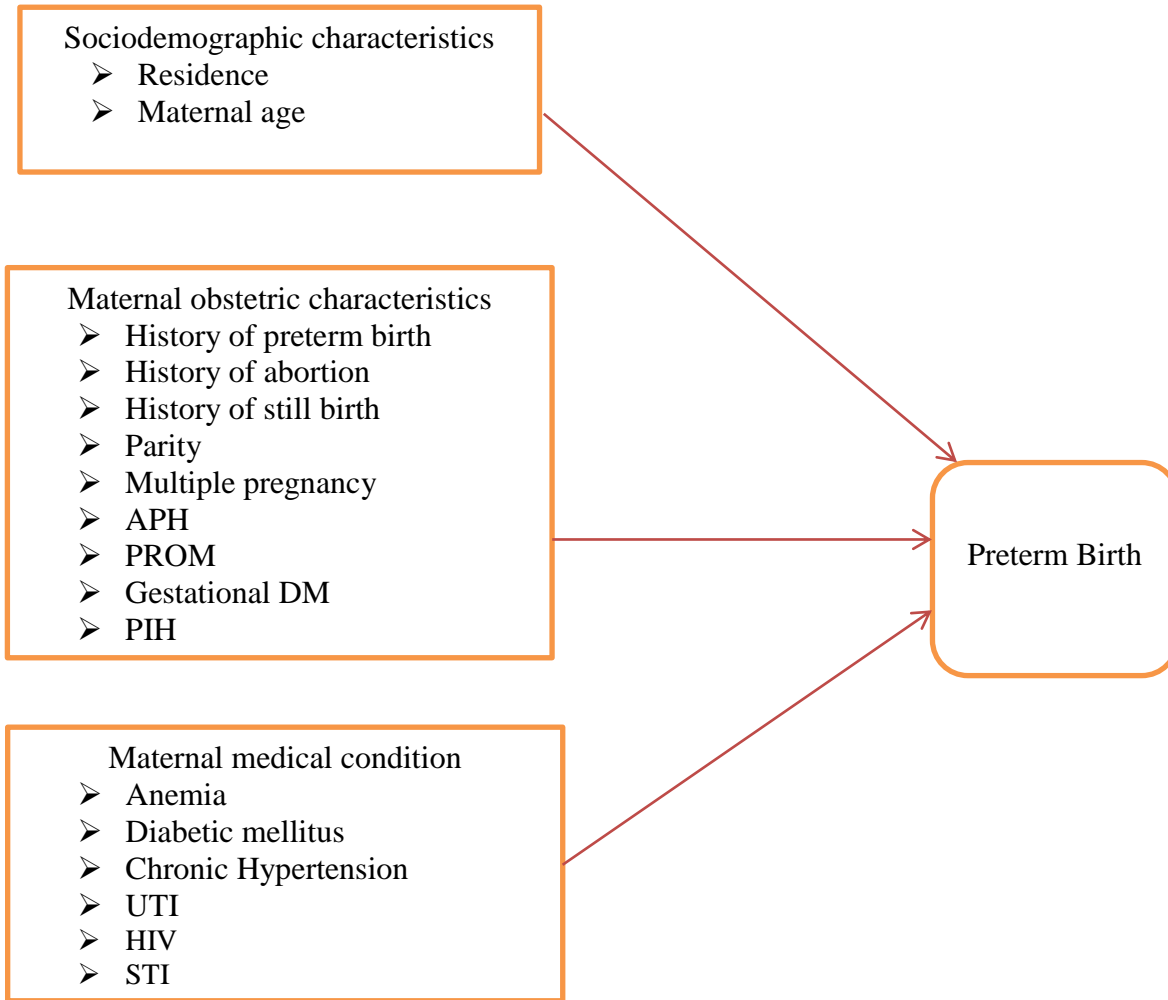 Sociodemographic characteristics
➢ Residence
➢ Maternal age
Maternal obstetric characteristics
➢ History of preterm birth
➢ History of abortion
➢ History of still birth
➢ Parity
➢ Multiple pregnancy
➢ APH
➢ PROM
➢ Gestational DM
➢ PIH
Preterm Birth
Maternal medical condition
➢ Anemia
➢ Diabetic mellitus
➢ Chronic Hypertension
➢ UTI
➢ HIV
➢ STI